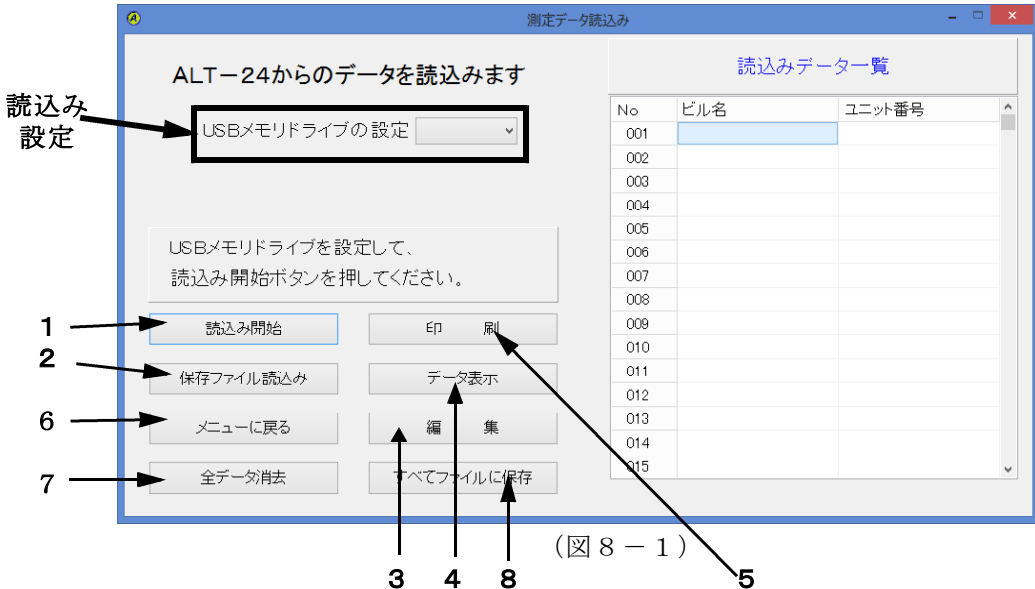 測定データ読込み
ALT－24からのデータを読込みます
読込み
設定
USBメモリドライブの設定
USBメモリドライブを設定して、
読込み開始ボタンを押してください。
1
読込み開始
印 刷
2
保存ファイル読込み
データ表示
6
メニューに戻る
編 集
7
全データ消去
すべてファイルに保存
読込みデータ一覧
No ビル名 ユニット番号
001
002
003
004
005
006
007
008
009
010
011
012
013
014
015
（図８－１）
3 4 8 5